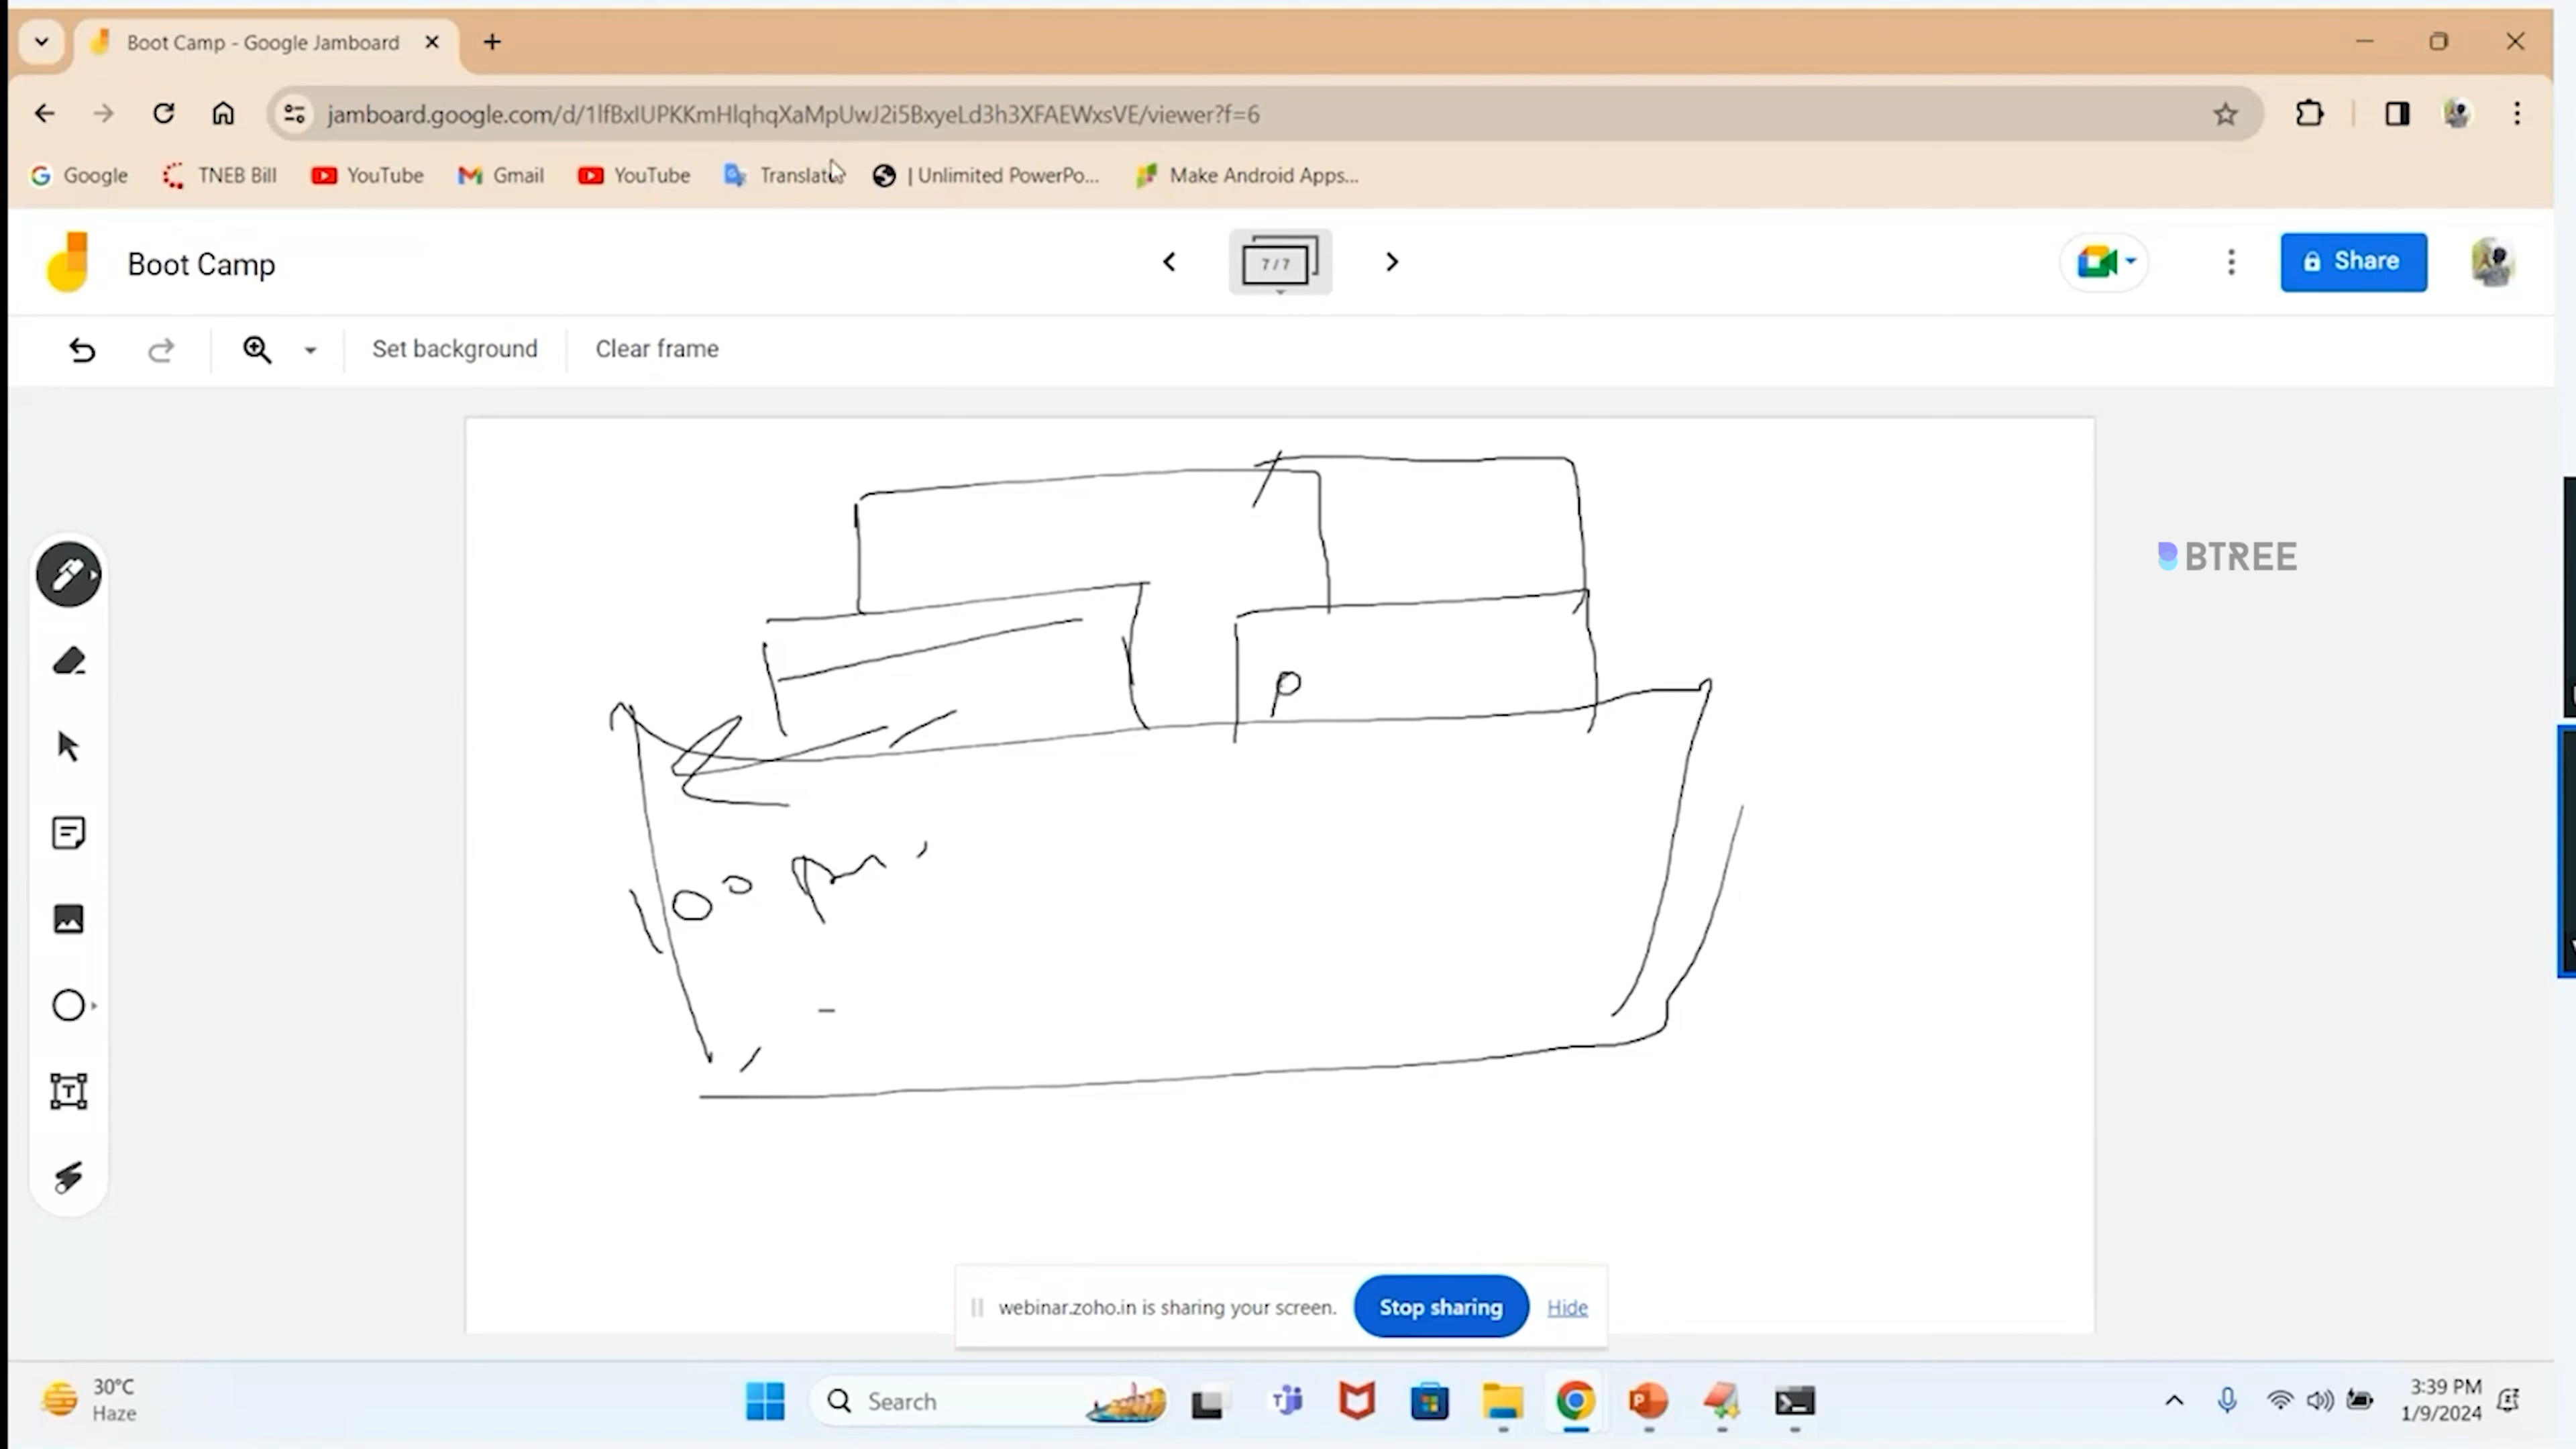 Boot Camp - Google Jamboard
jamboard.google.com/d/1lfBxIUPKKmHlqhqXaMpUwJ2i5BxyeLd3h3XFAEWxsVE/viewer?f=6
Google TNEB Bill YouTube Gmail YouTube Translate | Unlimited PowerPo... Make Android Apps...
Boot Camp 7/7 Share
Set background Clear frame
BTREE
P
100
webinar.zoho.in is sharing your screen. Stop sharing Hide
30°C
Haze
Search
3:39 PM
1/9/2024